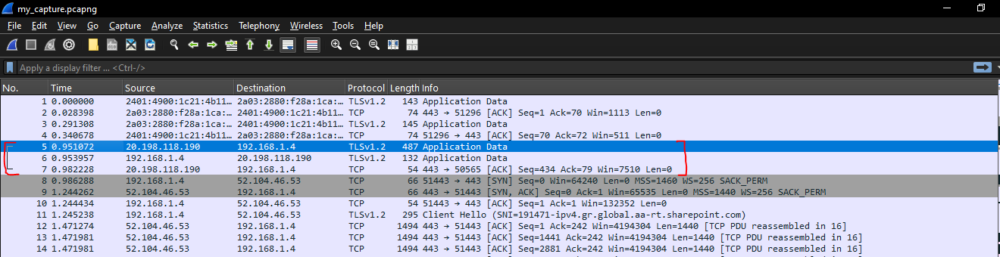 my_capture.pcapng
File Edit View Go Capture Analyze Statistics Telephony Wireless Tools Help
Apply a display filter ... <Ctrl-/>
No. Time Source Destination Protocol Length Info
1 0.000000 2401:4900:1c21:4b11… 2a03:2880:f28a:1ca:… TLSv1.2 143 Application Data
2 0.028398 2a03:2880:f28a:1ca:… 2401:4900:1c21:4b11… TCP 74 443 → 51296 [ACK] Seq=1 Ack=70 Win=1113 Len=0
3 0.291308 2a03:2880:f28a:1ca:… 2401:4900:1c21:4b11… TLSv1.2 145 Application Data
4 0.340678 2401:4900:1c21:4b11… 2a03:2880:f28a:1ca:… TCP 74 51296 → 443 [ACK] Seq=70 Ack=72 Win=511 Len=0
5 0.951072 20.198.118.190 192.168.1.4 TLSv1.2 487 Application Data
6 0.953957 192.168.1.4 20.198.118.190 TLSv1.2 132 Application Data
7 0.982228 20.198.118.190 192.168.1.4 TCP 54 443 → 50565 [ACK] Seq=434 Ack=79 Win=7510 Len=0
8 0.986288 192.168.1.4 52.104.46.53 TCP 66 51443 → 443 [SYN] Seq=0 Win=64240 Len=0 MSS=1460 WS=256 SACK_PERM
9 1.244262 52.104.46.53 192.168.1.4 TCP 66 443 → 51443 [SYN, ACK] Seq=0 Ack=1 Win=65535 Len=0 MSS=1440 WS=256 SACK_PERM
10 1.244434 192.168.1.4 52.104.46.53 TCP 54 51443 → 443 [ACK] Seq=1 Ack=1 Win=132352 Len=0
11 1.245238 192.168.1.4 52.104.46.53 TLSv1.2 295 Client Hello (SNI=191471-ipv4.gr.global.aa-rt.sharepoint.com)
12 1.471274 52.104.46.53 192.168.1.4 TCP 1494 443 → 51443 [ACK] Seq=1 Ack=242 Win=4194304 Len=1440 [TCP PDU reassembled in 16]
13 1.471981 52.104.46.53 192.168.1.4 TCP 1494 443 → 51443 [ACK] Seq=1441 Ack=242 Win=4194304 Len=1440 [TCP PDU reassembled in 16]
14 1.471981 52.104.46.53 192.168.1.4 TCP 1494 443 → 51443 [ACK] Seq=2881 Ack=242 Win=4194304 Len=1440 [TCP PDU reassembled in 16]